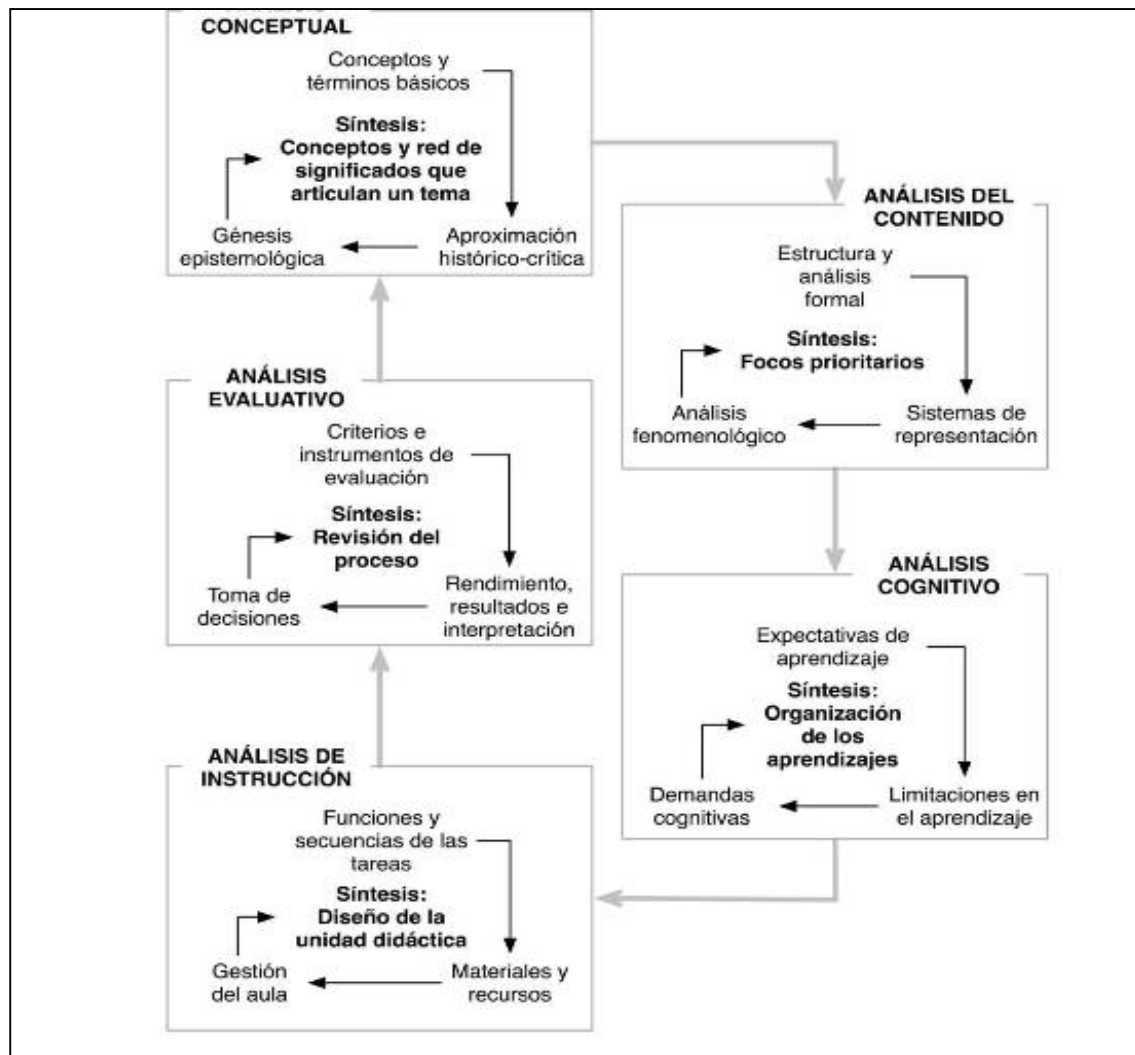 CONCEPTUAL
Conceptos y
términos básicos
Síntesis:
Conceptos y red de
significados que
articulan un tema
Génesis
epistemológica
Aproximación
histórico-crítica
ANÁLISIS DEL
CONTENIDO
Estructura y
análisis
formal
Síntesis:
Focos prioritarios
Análisis
fenomenológico
Sistemas de
representación
ANÁLISIS
COGNITIVO
Expectativas de
aprendizaje
Síntesis:
Organización
de los
aprendizajes
Demandas
cognitivas
Limitaciones en
el aprendizaje
ANÁLISIS DE
INSTRUCCIÓN
Funciones y
secuencias de las
tareas
Síntesis:
Diseño de la
unidad didáctica
Gestión
del aula
Materiales y
recursos
ANÁLISIS
EVALUATIVO
Criterios e
instrumentos de
evaluación
Síntesis:
Revisión del
proceso
Toma de
decisiones
Rendimiento,
resultados e
interpretación